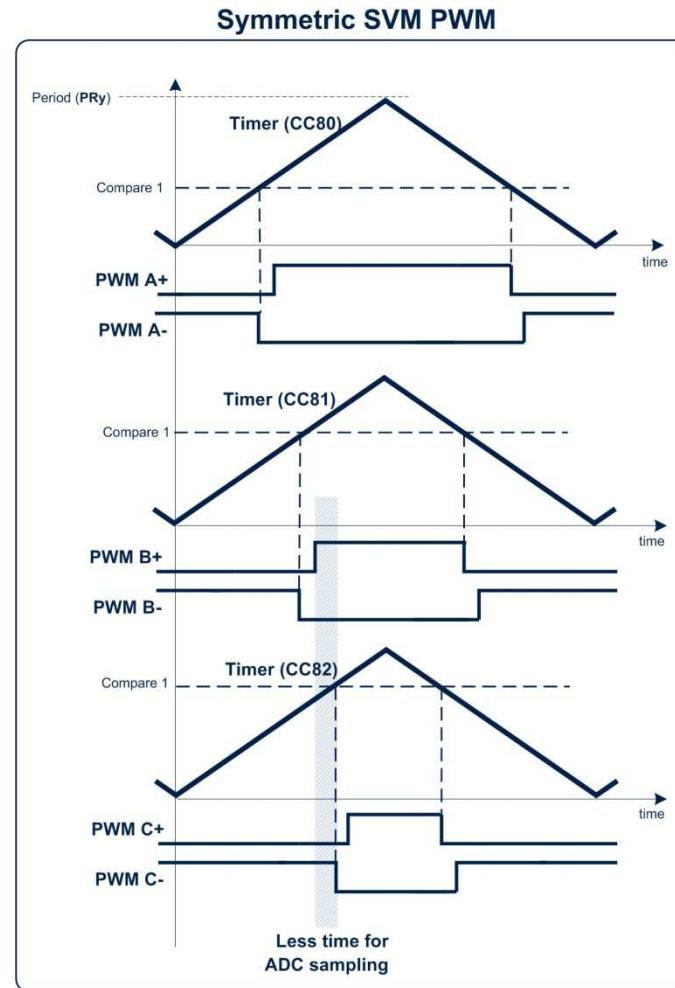 Symmetric SVM PWM
Period (PRy)
Timer (CC80)
Compare 1
time
PWM A+
PWM A-
Timer (CC81)
Compare 1
time
PWM B+
PWM B-
Timer (CC82)
Compare 1
time
PWM C+
PWM C-
Less time for
ADC sampling